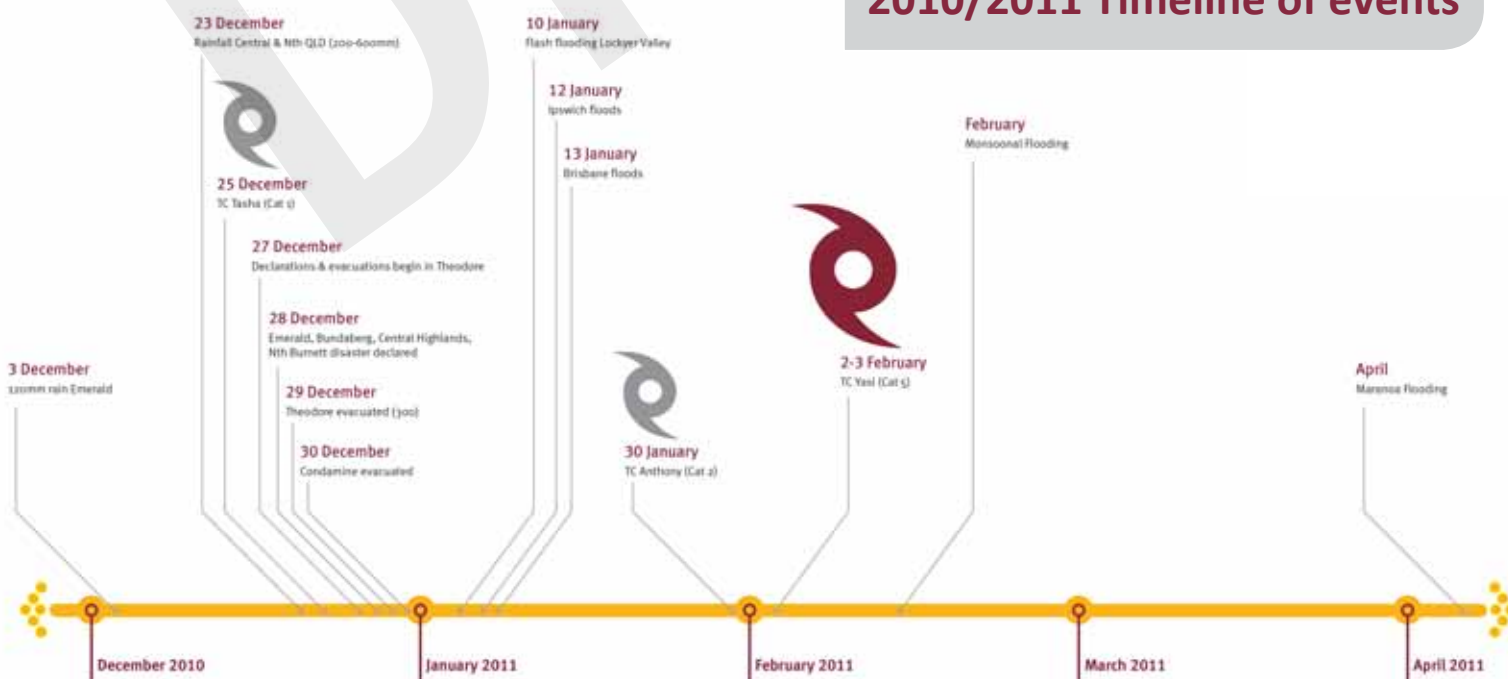 2010/2011 Timeline of events
23 December
Rainfall Central & Nth QLD (200-600mm)
25 December
TC Tasha (Cat 1)
27 December
Declarations & evacuations begin in Theodore
28 December
Emerald, Bundaberg, Central Highlands,
Nth Burnett disaster declared
29 December
Theodore evacuated (300)
30 December
Condamine evacuated
3 December
120mm rain Emerald
10 January
Flash flooding Lockyer Valley
12 January
Ipswich floods
13 January
Brisbane floods
30 January
TC Anthony (Cat 2)
2-3 February
TC Yasi (Cat 5)
February
Monsoonal Flooding
April
Maranoa Flooding
December 2010
January 2011
February 2011
March 2011
April 2011